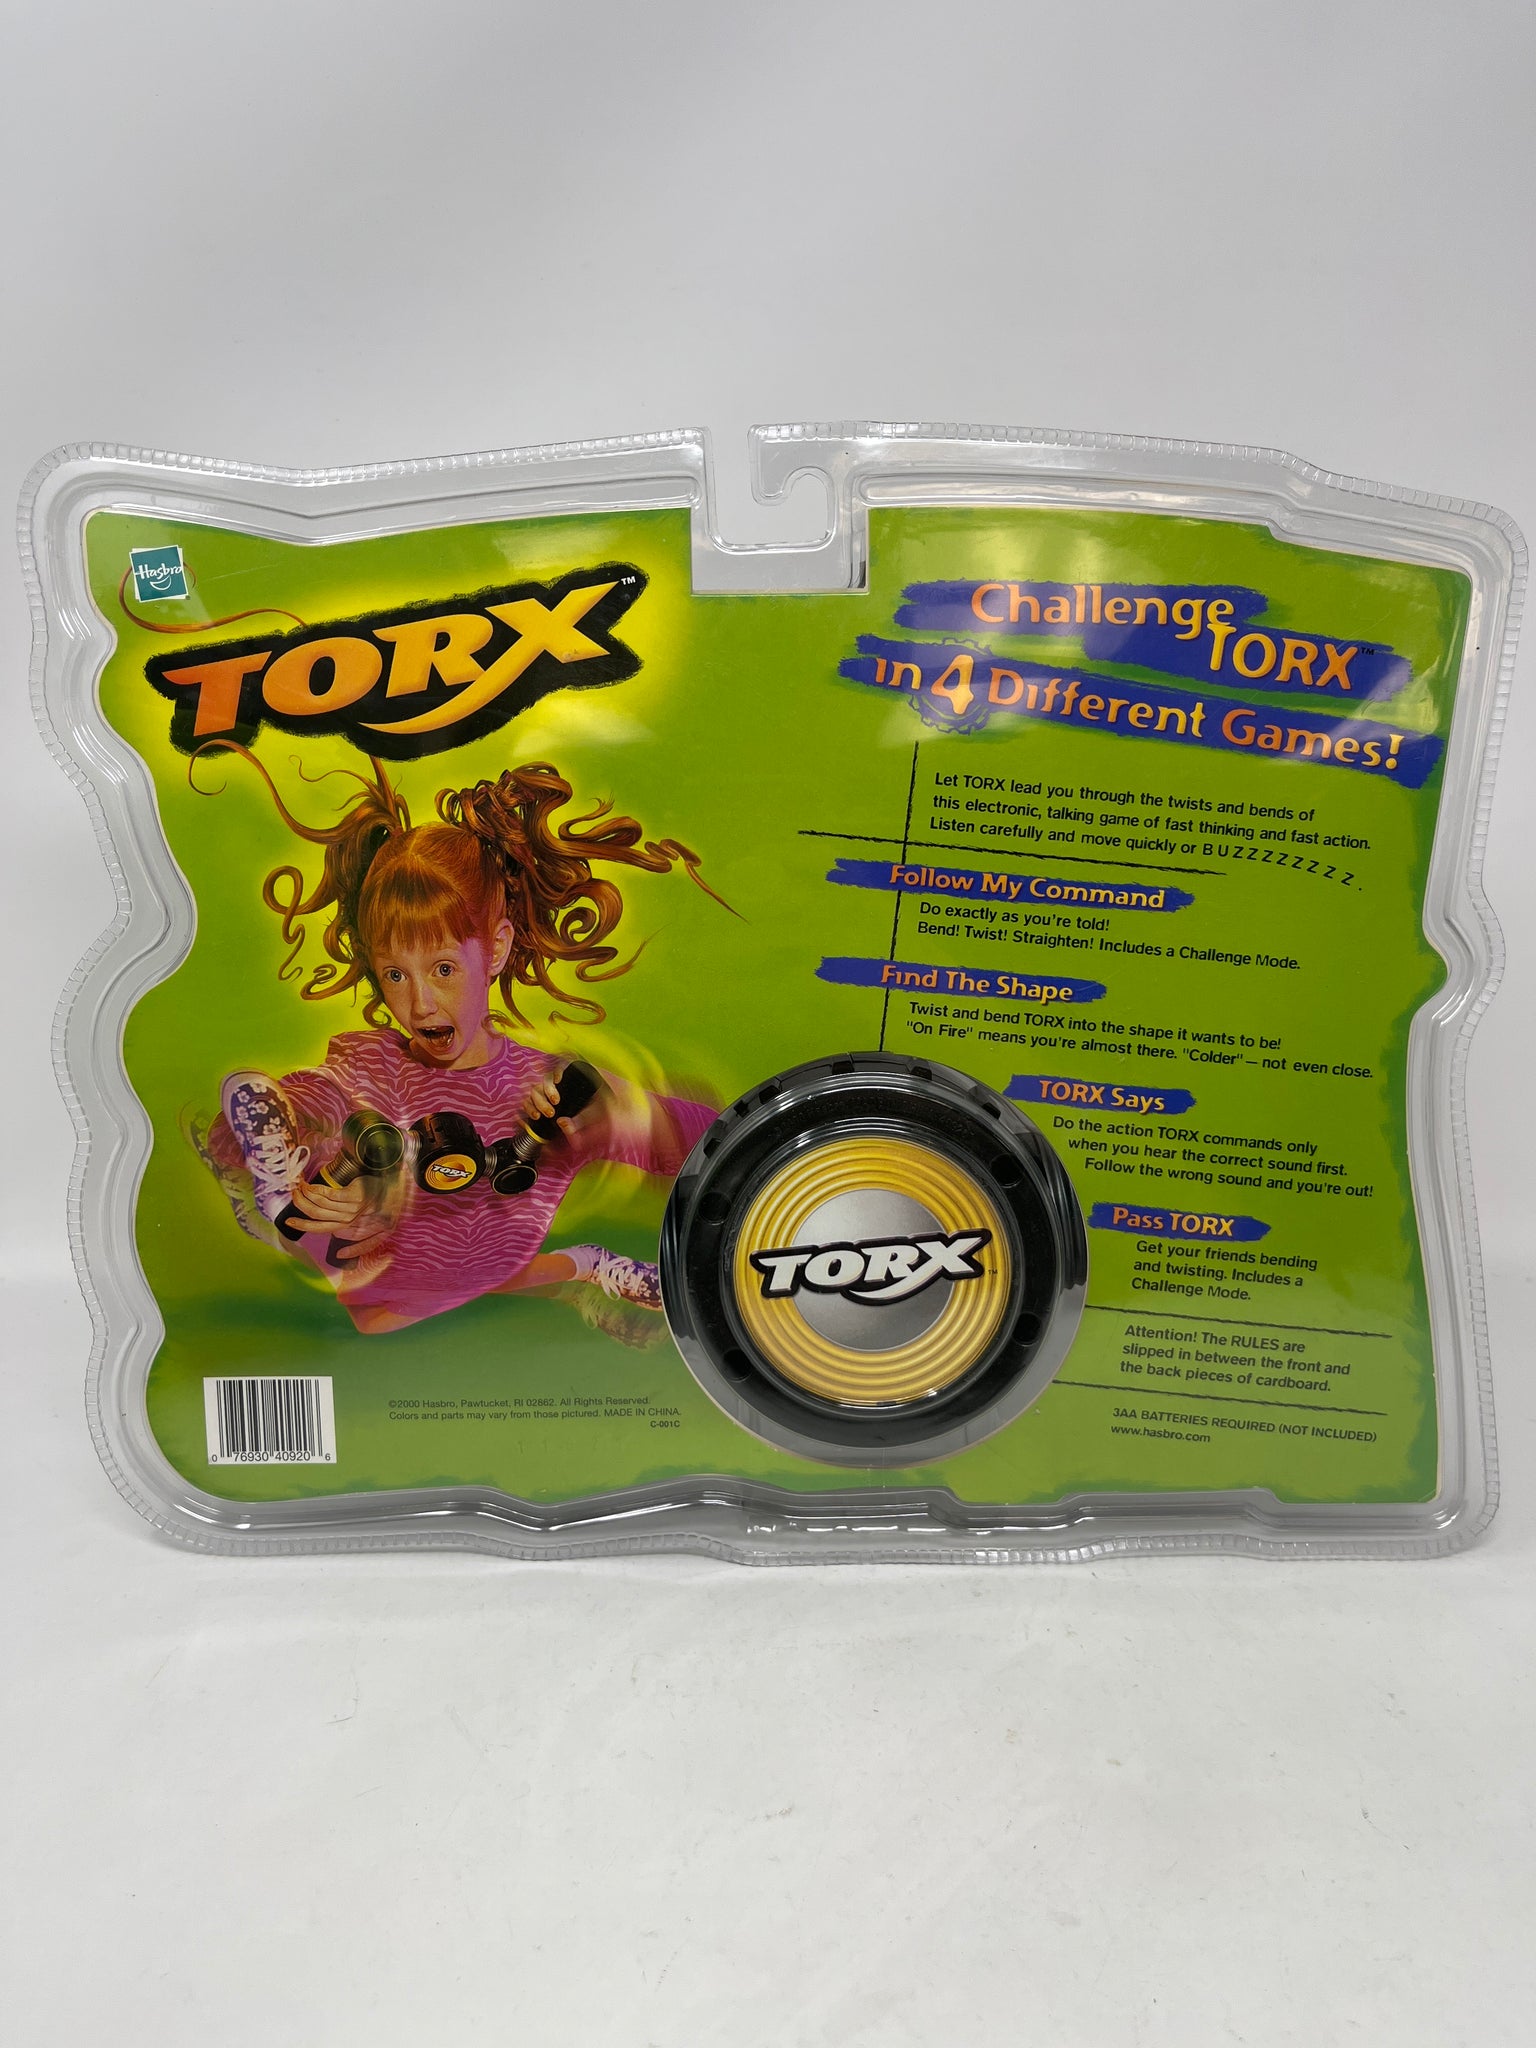 Hasbro
TORX™
Challenge
TORX™
in 4 Different Games!
Let TORX lead you through the twists and bends of
this electronic, talking game of fast thinking and fast action.
Listen carefully and move quickly or BUZZZZZZZZ.
Follow My Command
Do exactly as you're told!
Bend! Twist! Straighten! Includes a Challenge Mode.
Find The Shape
Twist and bend TORX into the shape it wants to be!
"On Fire" means you're almost there. "Colder" — not even close.
TORX Says
Do the action TORX commands only
when you hear the correct sound first.
Follow the wrong sound and you're out!
Pass TORX
Get your friends bending
and twisting. Includes a
Challenge Mode.
Attention! The RULES are
slipped in between the front and
the back pieces of cardboard.
3AA BATTERIES REQUIRED (NOT INCLUDED)
www.hasbro.com
TORX
TORX™
©2000 Hasbro, Pawtucket, RI 02862. All Rights Reserved.
Colors and parts may vary from those pictured. MADE IN CHINA.
C-001C
0 76930 40920 6